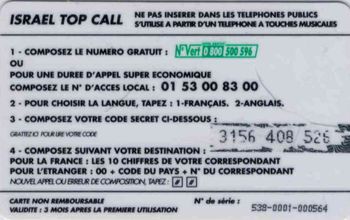 ISRAEL TOP CALL
NE PAS INSERER DANS LES TELEPHONES PUBLICS
S'UTILISE A PARTIR D'UN TELEPHONE A TOUCHES MUSICALES
1 - COMPOSEZ LE NUMERO GRATUIT : N°Vert 0 800 500 596
OU
POUR UNE DUREE D'APPEL SUPER ECONOMIQUE
COMPOSEZ LE N° D'ACCES LOCAL : 01 53 00 83 00
2 - POUR CHOISIR LA LANGUE, TAPEZ : 1-FRANÇAIS. 2-ANGLAIS.
3 - COMPOSEZ VOTRE CODE SECRET CI-DESSOUS :
GRATTEZ ICI POUR LIRE VOTRE CODE
3156 408 526
4 - COMPOSEZ SUIVANT VOTRE DESTINATION :
POUR LA FRANCE : LES 10 CHIFFRES DE VOTRE CORRESPONDANT
POUR L'ETRANGER : 00 + CODE DU PAYS + N° DU CORRESPONDANT
NOUVEL APPEL OU ERREUR DE COMPOSITION, TAPEZ : # #
CARTE NON REMBOURSABLE
VALIDITE : 3 MOIS APRES LA PREMIERE UTILISATION
N° de série :
538-0001-000564